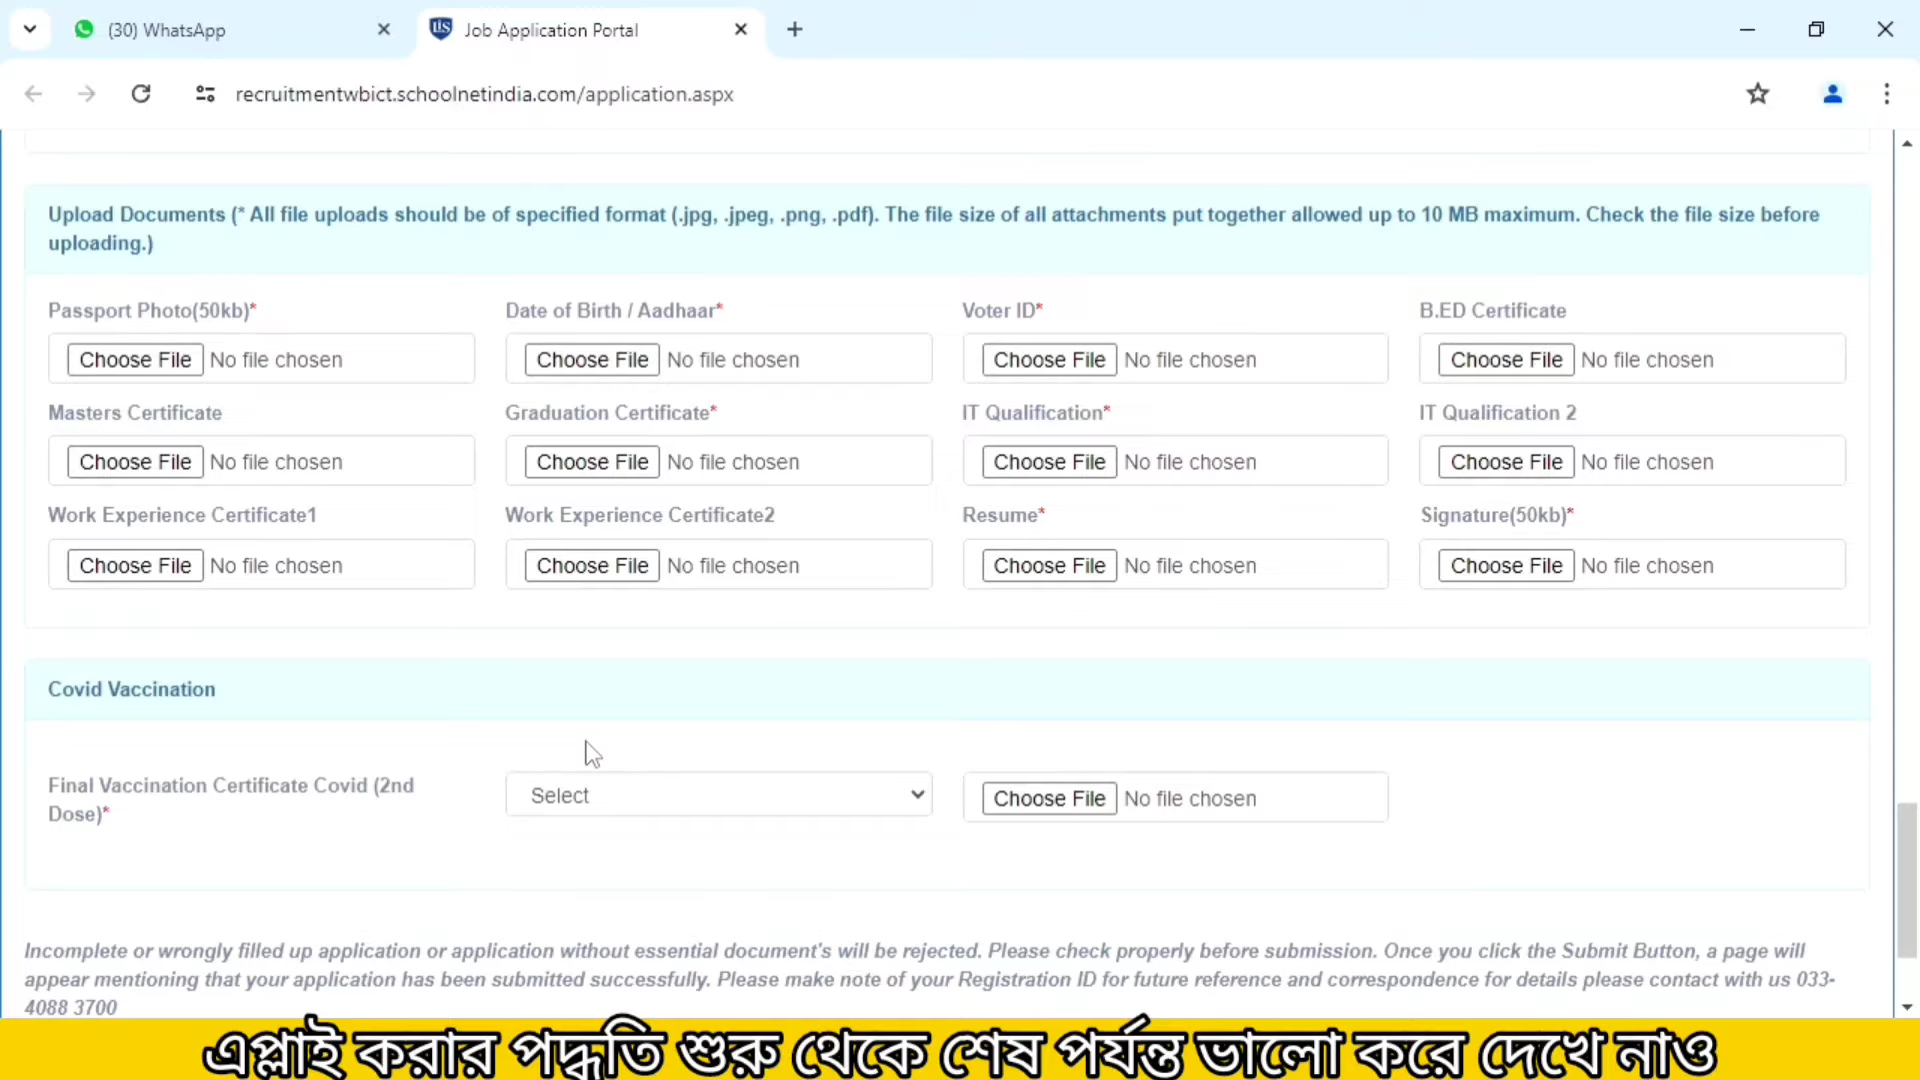 (30) WhatsApp
Job Application Portal
recruitmentwbict.schoolnetindia.com/application.aspx
Upload Documents (* All file uploads should be of specified format (.jpg, .jpeg, .png, .pdf). The file size of all attachments put together allowed up to 10 MB maximum. Check the file size before
uploading.)
Passport Photo(50kb)* Date of Birth / Aadhaar* Voter ID* B.ED Certificate
Choose File No file chosen Choose File No file chosen Choose File No file chosen Choose File No file chosen
Masters Certificate Graduation Certificate* IT Qualification* IT Qualification 2
Choose File No file chosen Choose File No file chosen Choose File No file chosen Choose File No file chosen
Work Experience Certificate1 Work Experience Certificate2 Resume* Signature(50kb)*
Choose File No file chosen Choose File No file chosen Choose File No file chosen Choose File No file chosen
Covid Vaccination
Final Vaccination Certificate Covid (2nd
Dose)*
Select
Choose File No file chosen
Incomplete or wrongly filled up application or application without essential document's will be rejected. Please check properly before submission. Once you click the Submit Button, a page will
appear mentioning that your application has been submitted successfully. Please make note of your Registration ID for future reference and correspondence for details please contact with us 033-
4088 3700
এপ্লাই করার পদ্ধতি শুরু থেকে শেষ পর্যন্ত ভালো করে দেখে নাও